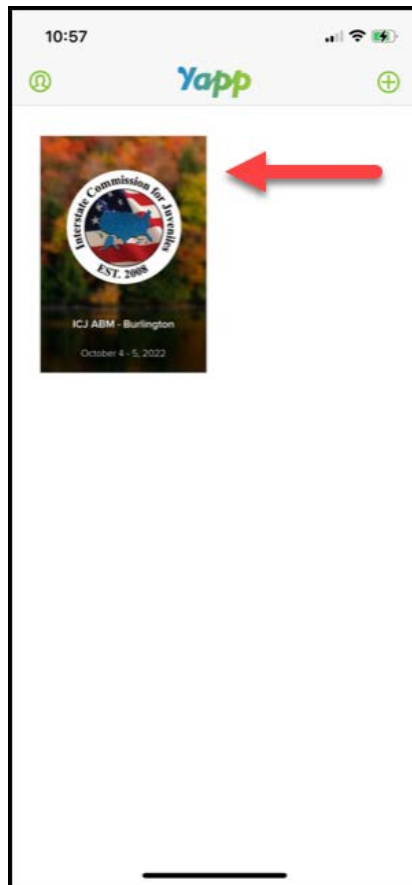 10:57
Yapp
Interstate Commission for Juveniles
EST. 2008
ICJ ABM - Burlington
October 4 - 5, 2022